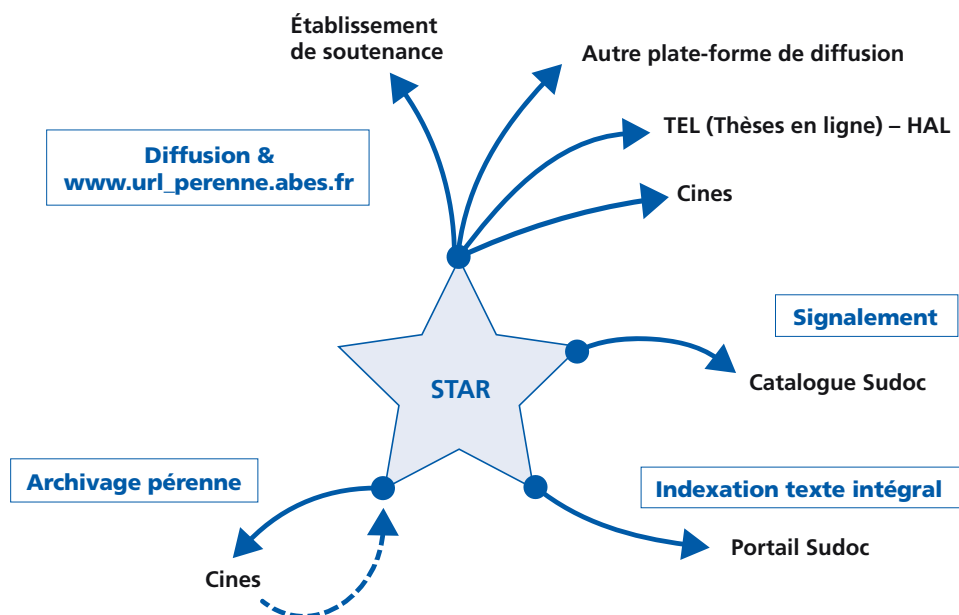 Établissement
de soutenance
Autre plate-forme de diffusion
TEL (Thèses en ligne) – HAL
Diffusion &
www.url_perenne.abes.fr
Cines
Signalement
STAR
Catalogue Sudoc
Archivage pérenne
Indexation texte intégral
Portail Sudoc
Cines